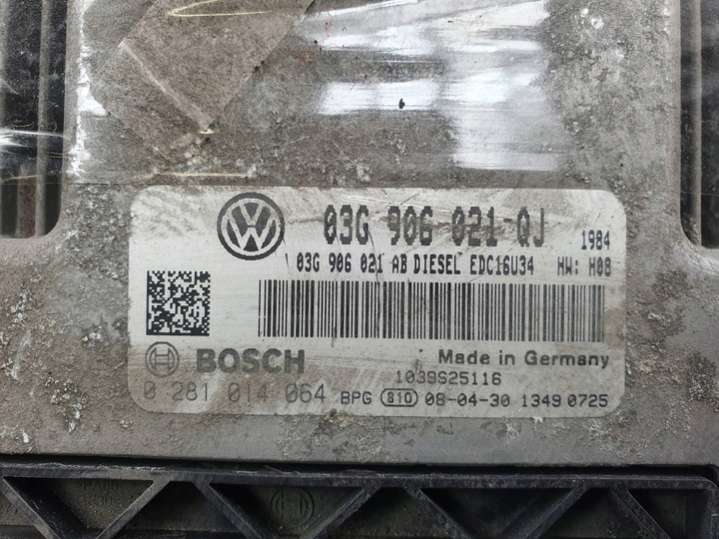 03G 906 021 QJ 1984
03G 906 021 AB DIESEL EDC16U34 HW: H08
BOSCH Made in Germany
1039S25116
0 281 014 064 BPG 810 08-04-30 1349 0725